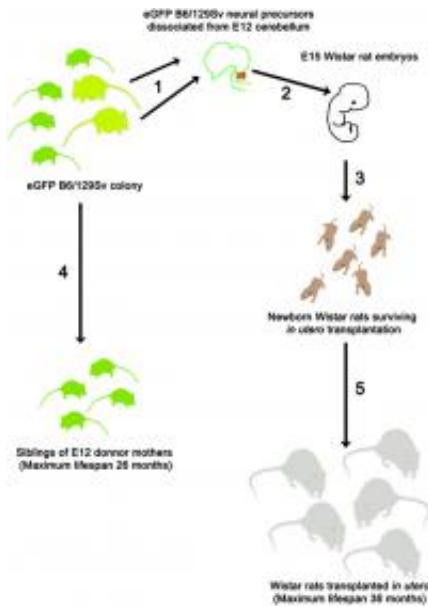 eGFP B6/129Sv neural precursors
dissociated from E12 cerebellum
E15 Wistar rat embryos
1
2
eGFP B6/129Sv colony
3
4
Newborn Wistar rats surviving
in utero transplantation
5
Siblings of E12 donnor mothers
(Maximum lifespan 26 months)
Wistar rats transplanted in utero
(Maximum lifespan 36 months)